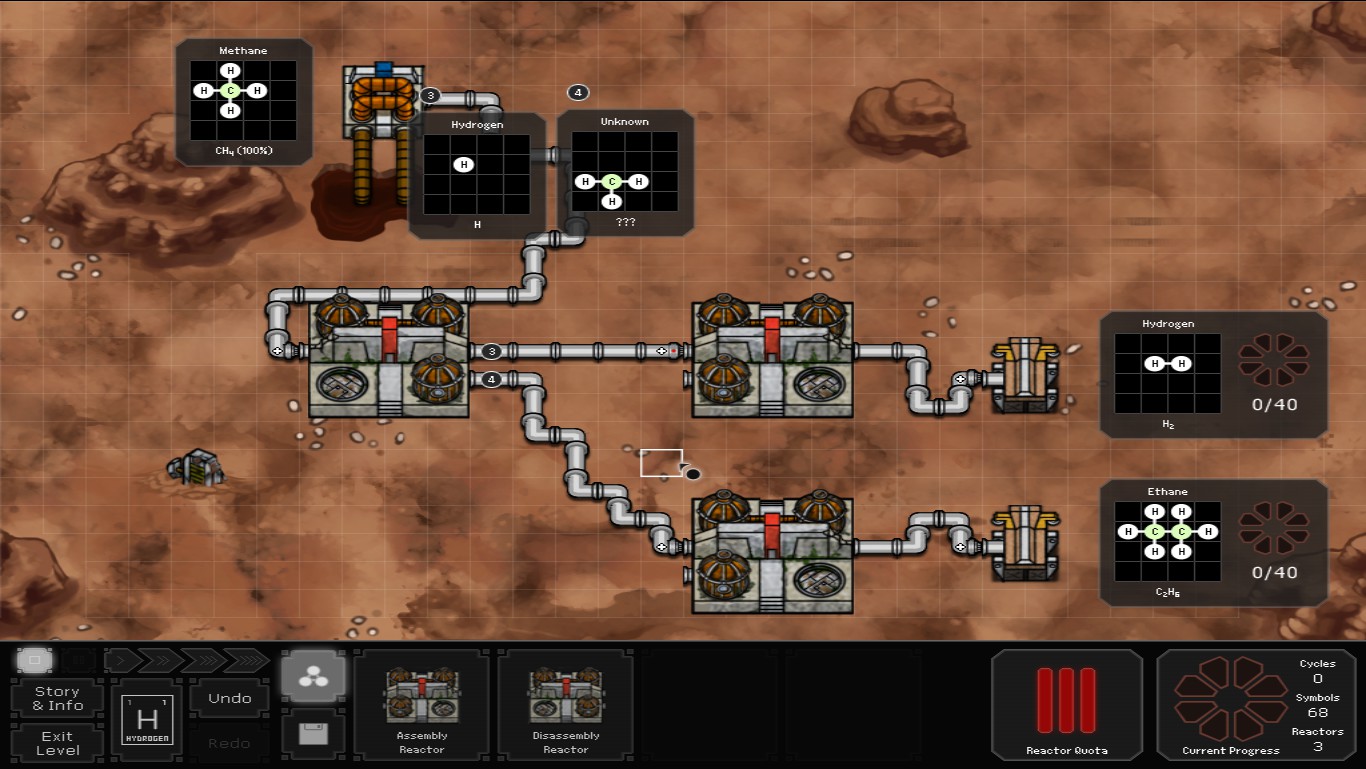 Methane
H
H C H
H
CH₄ (100%)
3
4
Hydrogen
H
H
Unknown
H C H
H
???
3
4
Hydrogen
H H
H₂
0/40
Ethane
H H
H C C H
H H
C₂H₆
0/40
Story
& Info
Exit
Level
1 1
H
HYDROGEN
Undo
Redo
Assembly
Reactor
Disassembly
Reactor
Reactor Quota
Current Progress
Cycles
0
Symbols
68
Reactors
3